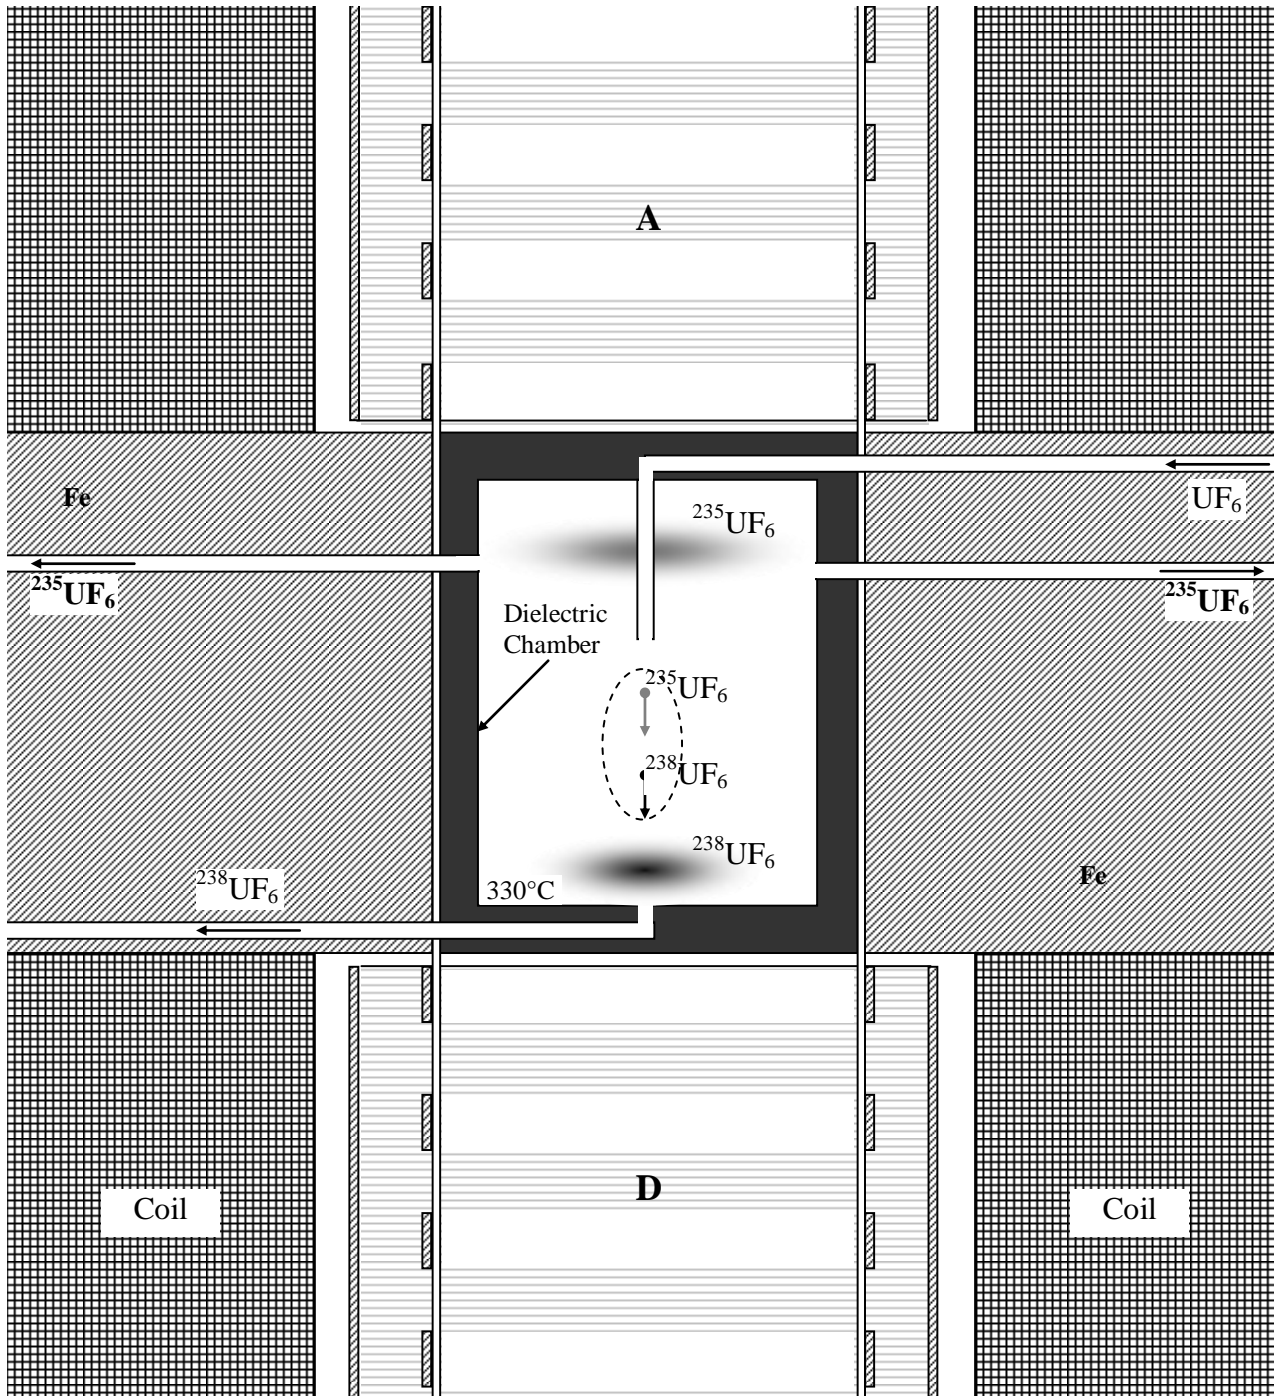 A
Fe
UF₆
²³⁵UF₆
²³⁵UF₆
²³⁵UF₆
Dielectric
Chamber
²³⁵UF₆
²³⁸UF₆
²³⁸UF₆
Fe
²³⁸UF₆
330°C
D
Coil
Coil